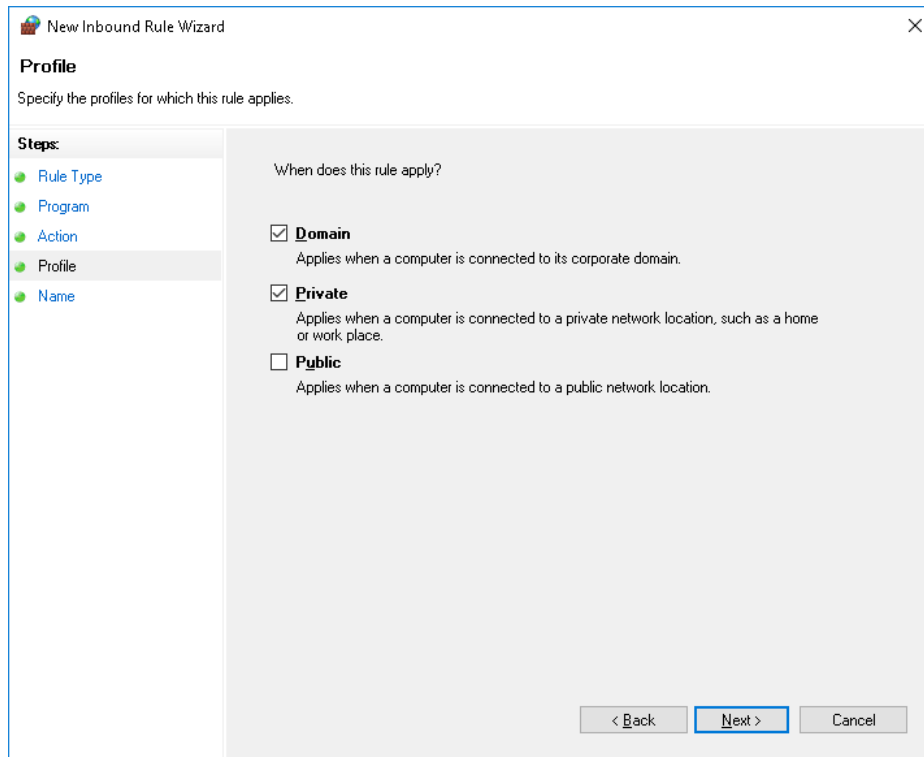 New Inbound Rule Wizard
Profile
Specify the profiles for which this rule applies.
Steps:
Rule Type
Program
Action
Profile
Name
When does this rule apply?
Domain
Applies when a computer is connected to its corporate domain.
Private
Applies when a computer is connected to a private network location, such as a home
or work place.
Public
Applies when a computer is connected to a public network location.
< Back
Next >
Cancel